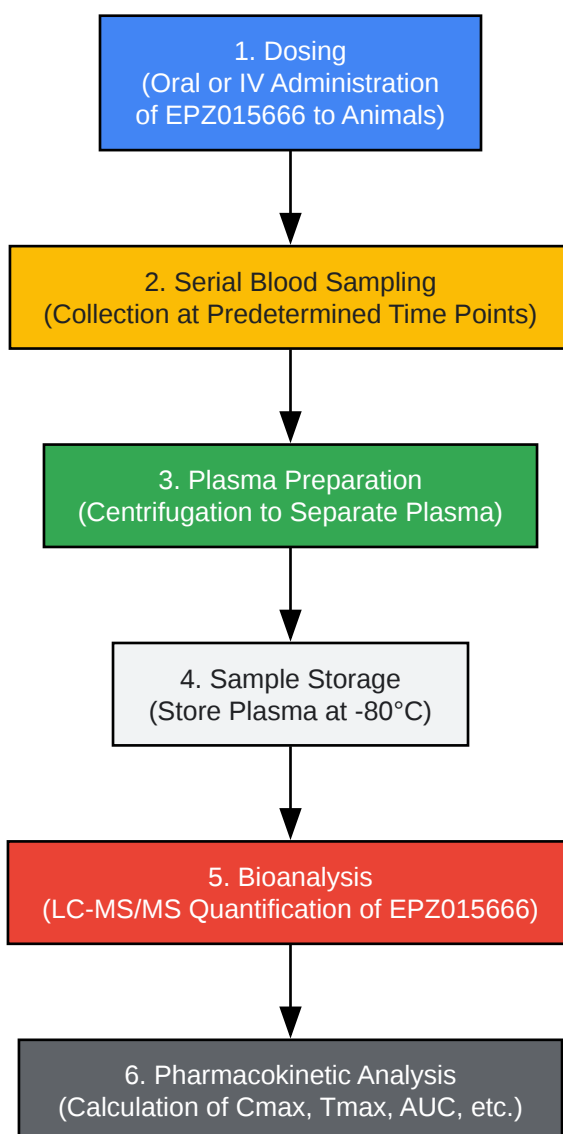 1. Dosing
(Oral or IV Administration
of EPZ015666 to Animals)
2. Serial Blood Sampling
(Collection at Predetermined Time Points)
3. Plasma Preparation
(Centrifugation to Separate Plasma)
4. Sample Storage
(Store Plasma at -80°C)
5. Bioanalysis
(LC-MS/MS Quantification of EPZ015666)
6. Pharmacokinetic Analysis
(Calculation of Cmax, Tmax, AUC, etc.)